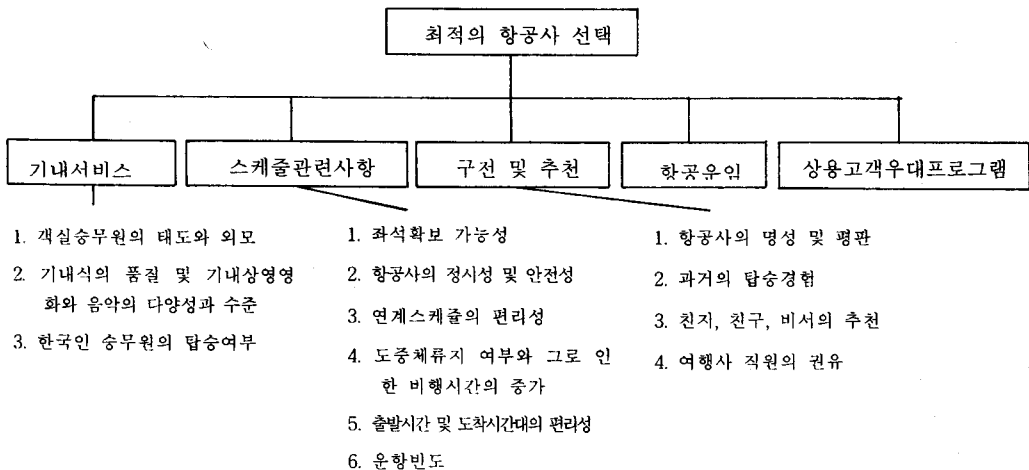 최적의 항공사 선택
기내서비스
스케줄관련사항
구전 및 추천
항공운임
상용고객우대프로그램
1. 객실승무원의 태도와 외모
2. 기내식의 품질 및 기내상영영
화와 음악의 다양성과 수준
3. 한국인 승무원의 탑승여부
1. 좌석확보 가능성
2. 항공사의 정시성 및 안전성
3. 연계스케줄의 편리성
4. 도중체류지 여부와 그로 인
한 비행시간의 증가
5. 출발시간 및 도착시간대의 편리성
6. 운항빈도
1. 항공사의 명성 및 평판
2. 과거의 탑승경험
3. 친지, 친구, 비서의 추천
4. 여행사 직원의 권유